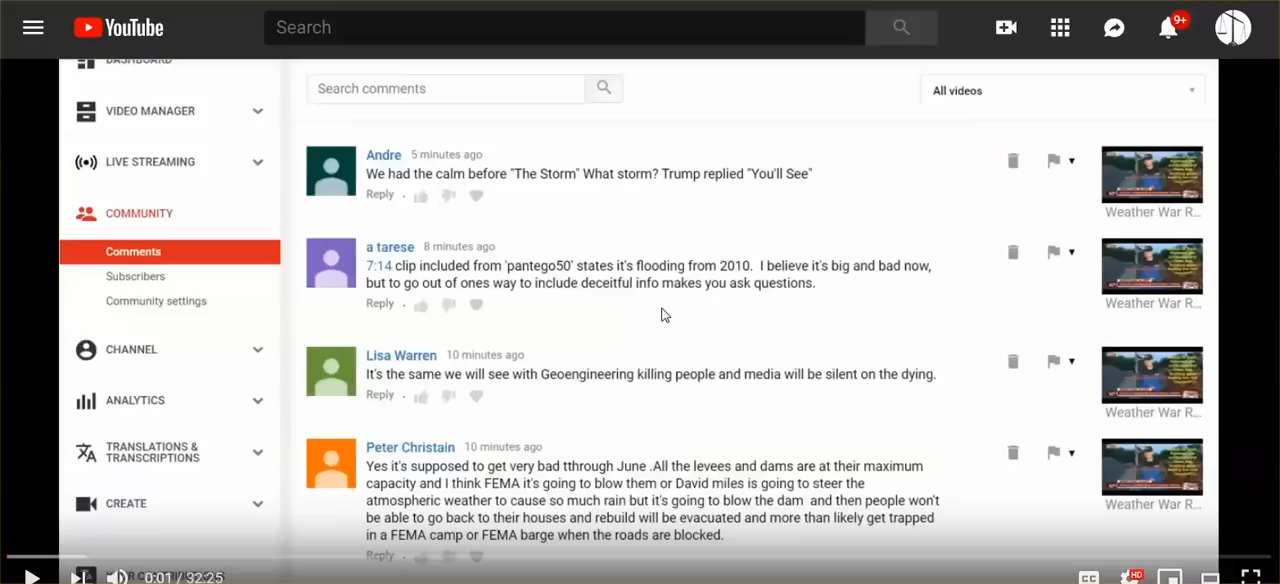 YouTube
Search
9+
DASHBOARD
Search comments
All videos
VIDEO MANAGER
LIVE STREAMING
COMMUNITY
Comments
Subscribers
Community settings
CHANNEL
ANALYTICS
TRANSLATIONS &
TRANSCRIPTIONS
CREATE
Andre 5 minutes ago
We had the calm before "The Storm" What storm? Trump replied "You'll See"
Reply
Weather War R...
a tarese 8 minutes ago
7:14 clip included from 'pantego50' states it's flooding from 2010. I believe it's big and bad now,
but to go out of ones way to include deceitful info makes you ask questions.
Reply
Weather War R...
Lisa Warren 10 minutes ago
It's the same we will see with Geoengineering killing people and media will be silent on the dying.
Reply
Weather War R...
Peter Christain 10 minutes ago
Yes it's supposed to get very bad tthrough June .All the levees and dams are at their maximum
capacity and I think FEMA it's going to blow them or David miles is going to steer the
atmospheric weather to cause so much rain but it's going to blow the dam and then people won't
be able to go back to their houses and rebuild will be evacuated and more than likely get trapped
in a FEMA camp or FEMA barge when the roads are blocked.
Reply
Weather War R...
0:01 / 32:25
CC
HD